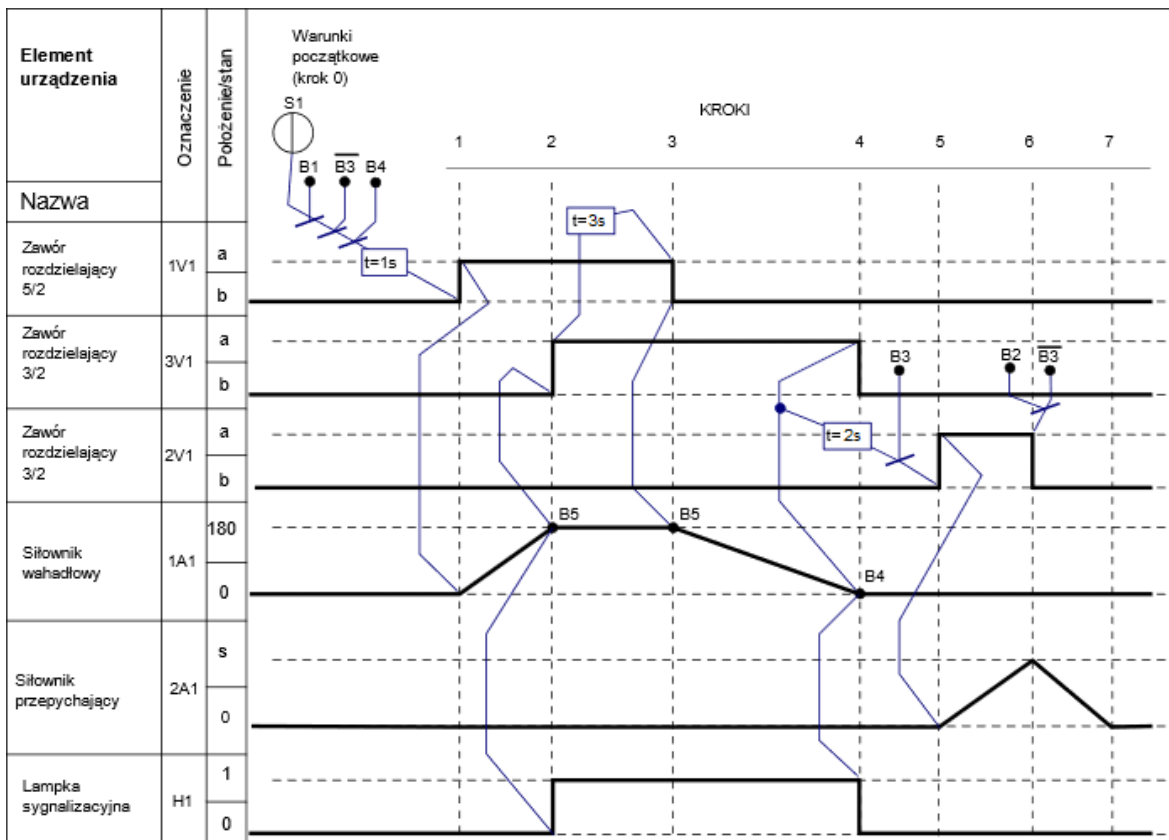 Element
urządzenia
Oznaczenie
Położenie/stan
Warunki
początkowe
(krok 0)
S1
B1 B3 B4
KROKI
1 2 3 4 5 6 7
Nazwa
Zawór
rozdzielający
5/2
1V1
a
b
t=1s
t=3s
Zawór
rozdzielający
3/2
3V1
a
b
B3
B2 B3
Zawór
rozdzielający
3/2
2V1
a
b
t=2s
Siłownik
wahadłowy
1A1
180
0
B5 B5
B4
Siłownik
przepychający
2A1
s
0
Lampka
sygnalizacyjna
H1
1
0